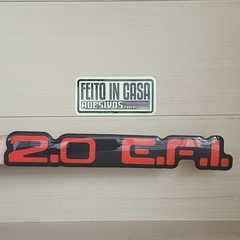 FEITO IN CASA
ADESIVOS
2.0 E.F.I.